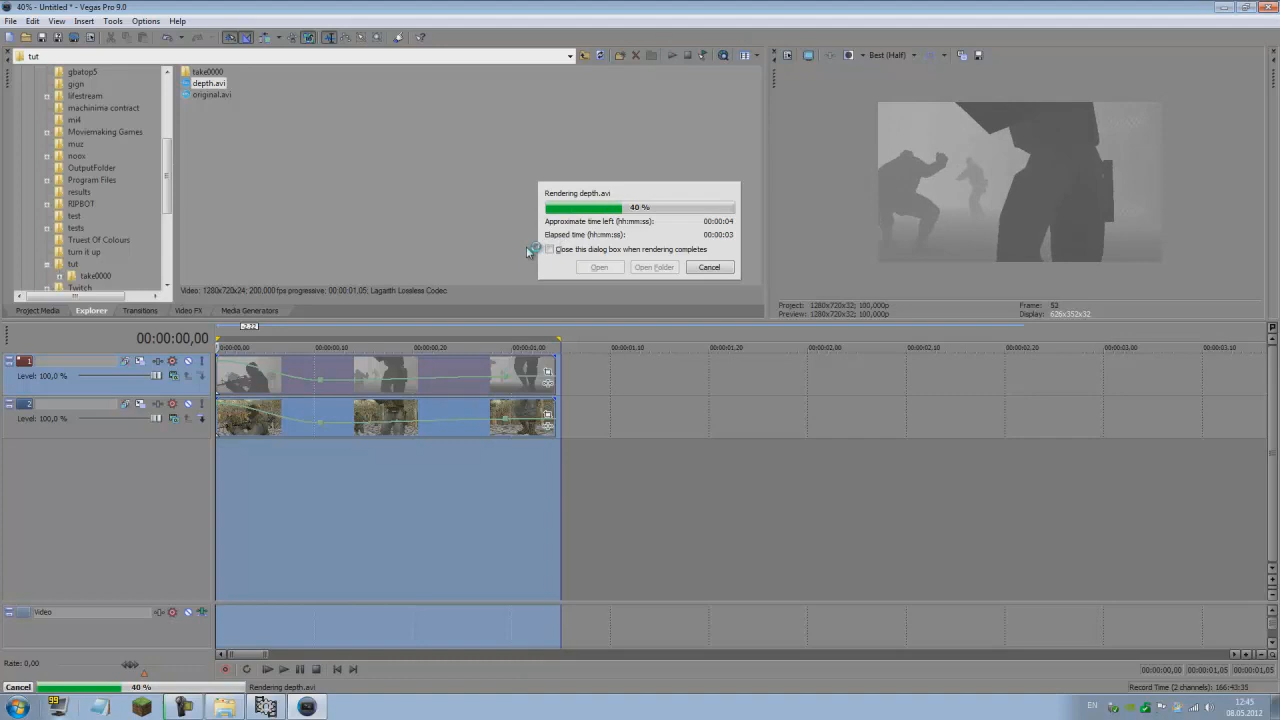 40% - Untitled * - Vegas Pro 9.0
File Edit View Insert Tools Options Help
tut
Best (Half)
gbatop5
gign
lifestream
machinima contract
mi4
Moviemaking Games
muz
noox
OutputFolder
Program Files
results
RIPBOT
test
tests
Truest Of Colours
turn it up
tut
take0000
Twitch
take0000
depth.avi
original.avi
Rendering depth.avi
40 %
Approximate time left (hh:mm:ss): 00:00:04
Elapsed time (hh:mm:ss): 00:00:03
Close this dialog box when rendering completes
Open Open Folder Cancel
Video: 1280x720x24; 200,000 fps progressive; 00:00:01,05; Lagarith Lossless Codec
Project Media Explorer Transitions Video FX Media Generators
Project: 1280x720x32; 100,000p
Preview: 1280x720x32; 100,000p
Frame: 52
Display: 626x352x32
-2.22
00:00:00,00
0:00:00.00 00:00:00.10 00:00:00.20 00:00:01.00 00:00:01.10 00:00:01.20 00:00:02.00 00:00:02.10 00:00:02.20 00:00:03.00 00:00:03.10
1
Level: 100,0 %
2
Level: 100,0 %
Video
Rate: 0,00
00:00:00,00 00:00:01,05 00:00:01,05
Cancel 40 % Rendering depth.avi
Record Time (2 channels): 166:43:35
99
EN
12:45
08.05.2012